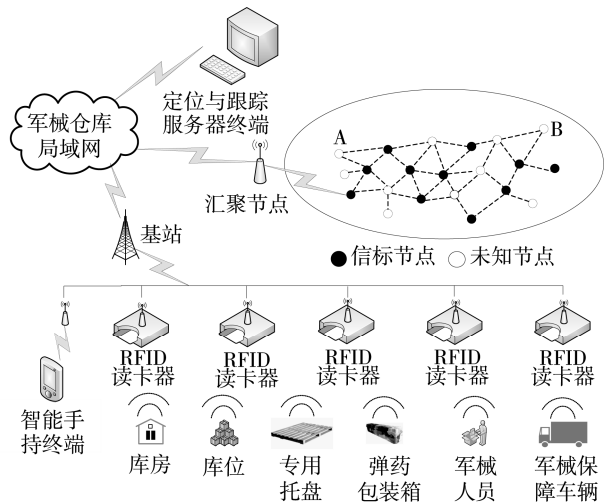 定位与跟踪
服务器终端
军械仓库
局域网
A
B
汇聚节点
基站
信标节点
未知节点
RFID
读卡器
RFID
读卡器
RFID
读卡器
RFID
读卡器
RFID
读卡器
智能手
持终端
库房
库位
专用
托盘
弹药
包装箱
军械
人员
军械保
障车辆